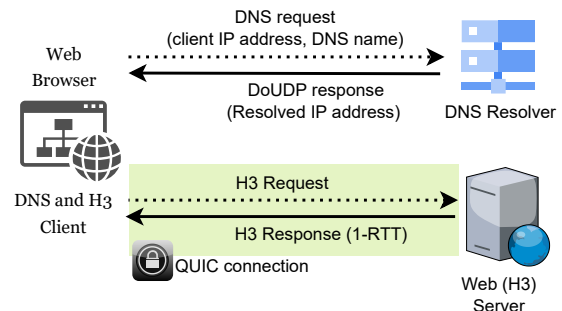 DNS request
(client IP address, DNS name)
Web
Browser
DoUDP response
(Resolved IP address)
DNS Resolver
H3 Request
DNS and H3
Client
H3 Response (1-RTT)
QUIC connection
Web (H3)
Server